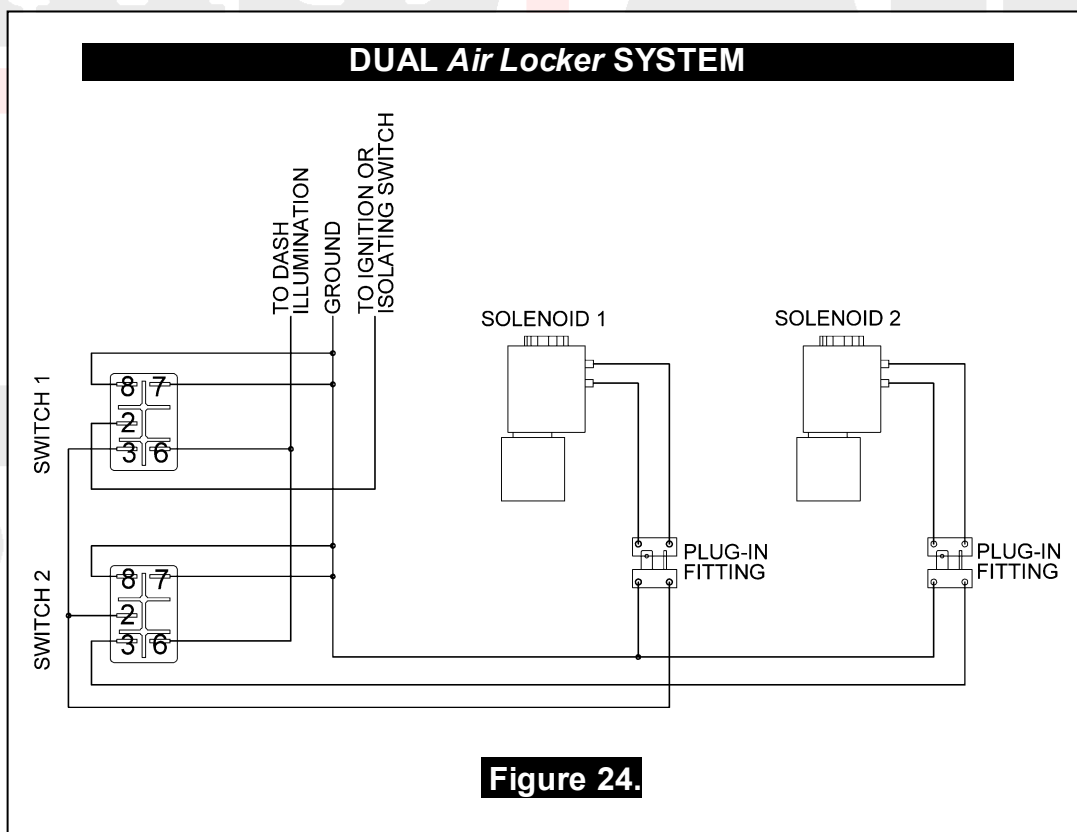 DUAL Air Locker SYSTEM
TO DASH
ILLUMINATION
GROUND
TO IGNITION OR
ISOLATING SWITCH
SOLENOID 1
SOLENOID 2
SWITCH 1
8 7
2
3 6
SWITCH 2
8 7
2
3 6
PLUG-IN
FITTING
PLUG-IN
FITTING
Figure 24.